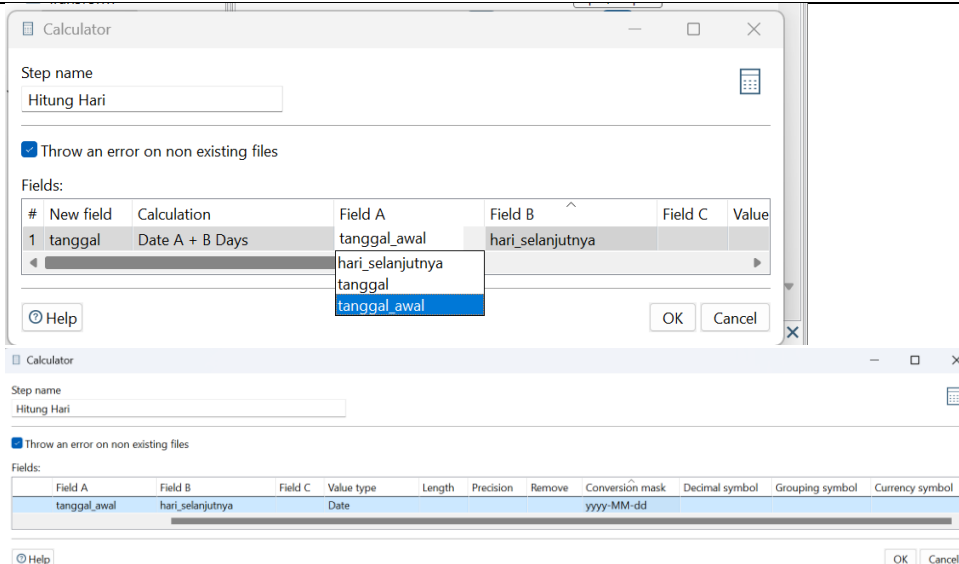 Calculator
Step name
Hitung Hari
Throw an error on non existing files
Fields:
# New field Calculation Field A Field B Field C Value
1 tanggal Date A + B Days tanggal_awal hari_selanjutnya
hari_selanjutnya
tanggal
tanggal_awal
Help OK Cancel
Calculator
Step name
Hitung Hari
Throw an error on non existing files
Fields:
Field A Field B Field C Value type Length Precision Remove Conversion mask Decimal symbol Grouping symbol Currency symbol
tanggal_awal hari_selanjutnya Date yyyy-MM-dd
Help OK Cancel